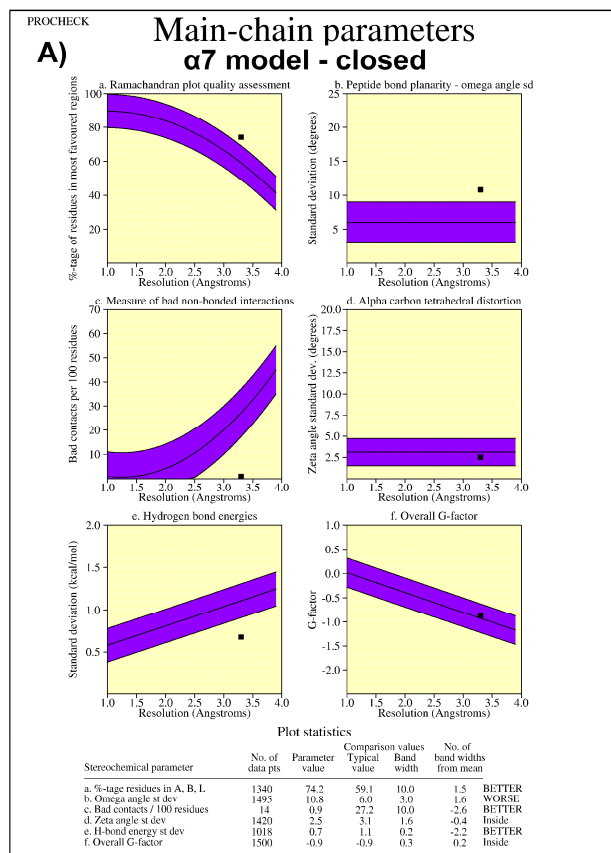 PROCHECK
Main-chain parameters
A)
α7 model - closed
a. Ramachandran plot quality assessment
%-tage of residues in most favoured regions
100
80
60
40
20
1.0 1.5 2.0 2.5 3.0 3.5 4.0
Resolution (Angstroms)
b. Peptide bond planarity - omega angle sd
Standard deviation (degrees)
25
20
15
10
5
1.0 1.5 2.0 2.5 3.0 3.5 4.0
Resolution (Angstroms)
c. Measure of bad non-bonded interactions
Bad contacts per 100 residues
70
60
50
40
30
20
10
1.0 1.5 2.0 2.5 3.0 3.5 4.0
Resolution (Angstroms)
d. Alpha carbon tetrahedral distortion
Zeta angle standard dev. (degrees)
20.0
17.5
15.0
12.5
10.0
7.5
5.0
2.5
1.0 1.5 2.0 2.5 3.0 3.5 4.0
Resolution (Angstroms)
e. Hydrogen bond energies
Standard deviation (kcal/mol)
2.0
1.5
1.0
0.5
1.0 1.5 2.0 2.5 3.0 3.5 4.0
Resolution (Angstroms)
f. Overall G-factor
G-factor
1.0
0.5
0.0
-0.5
-1.0
-1.5
-2.0
1.0 1.5 2.0 2.5 3.0 3.5 4.0
Resolution (Angstroms)
Plot statistics
Comparison values
No. of Parameter Typical Band No. of
Stereochemical parameter data pts value value width band widths from mean
a. %-tage residues in A, B, L 1340 74.2 59.1 10.0 1.5 BETTER
b. Omega angle st dev 1495 10.8 6.0 3.0 1.6 WORSE
c. Bad contacts / 100 residues 14 0.9 27.2 10.0 -2.6 BETTER
d. Zeta angle st dev 1420 2.5 3.1 1.6 -0.4 Inside
e. H-bond energy st dev 1018 0.7 1.1 0.2 -2.2 BETTER
f. Overall G-factor 1500 -0.9 -0.9 0.3 0.2 Inside